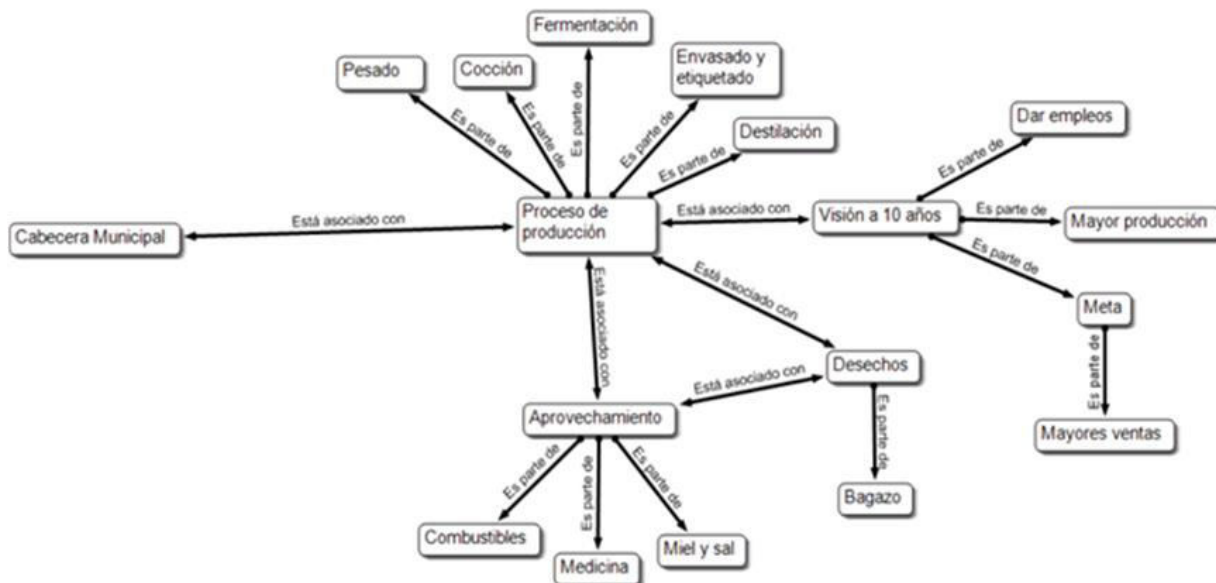 Fermentación
Pesado
Cocción
Envasado y
etiquetado
Dar empleos
Destilación
Es parte de
Es parte de
Es parte de
Es parte de
Es parte de
Es parte de
Cabecera Municipal
Está asociado con
Proceso de
producción
Está asociado con
Visión a 10 años
Es parte de
Mayor producción
Es parte de
Está asociado con
Está asociado con
Meta
Es parte de
Desechos
Está asociado con
Aprovechamiento
Mayores ventas
Es parte de
Es parte de
Es parte de
Es parte de
Bagazo
Combustibles
Medicina
Miel y sal